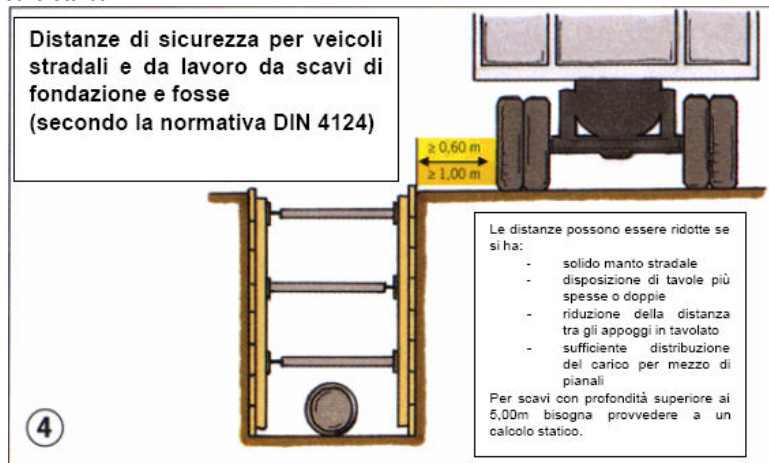 Distanze di sicurezza per veicoli
stradali e da lavoro da scavi di
fondazione e fosse
(secondo la normativa DIN 4124)
≥ 0,60 m
≥ 1,00 m
Le distanze possono essere ridotte se
si ha:
- solido manto stradale
- disposizione di tavole più
spesse o doppie
- riduzione della distanza
tra gli appoggi in tavolato
- sufficiente distribuzione
del carico per mezzo di
pianali
Per scavi con profondità superiore ai
5,00m bisogna provvedere a un
calcolo statico.
4